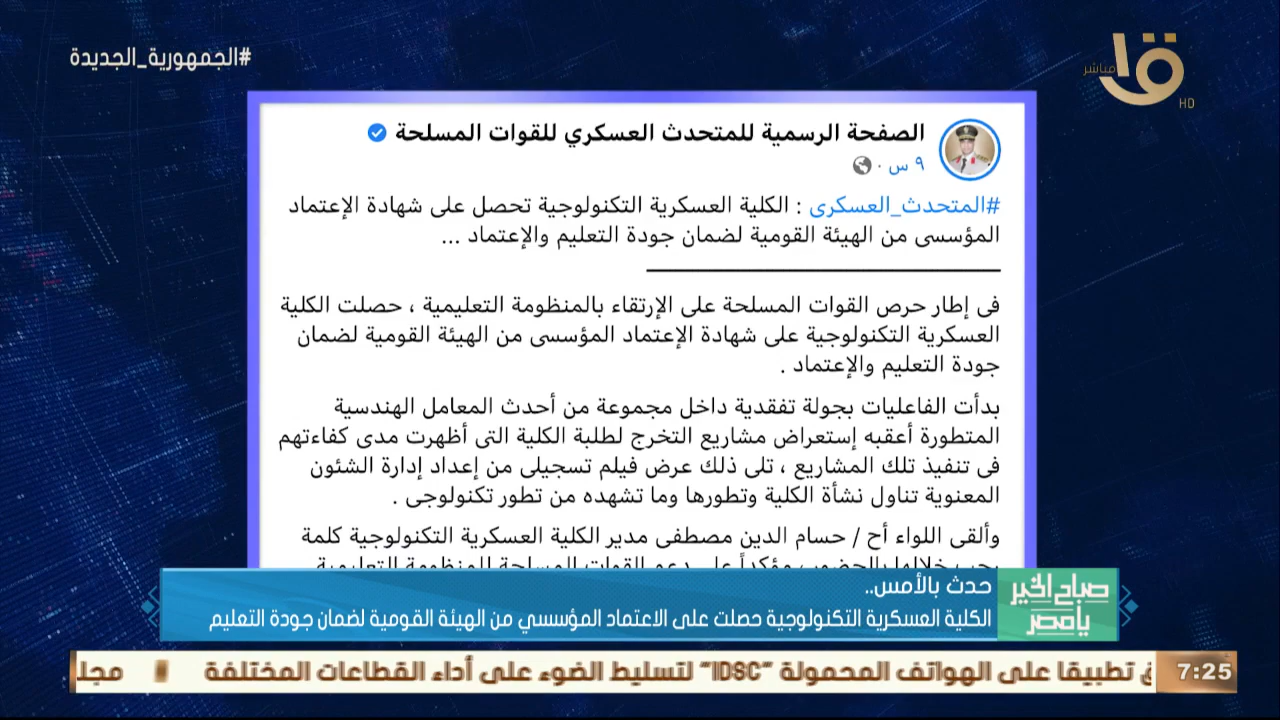 #الجمهورية_الجديدة
مباشر
HD
الصفحة الرسمية للمتحدث العسكري للقوات المسلحة
٩ س ·
#المتحدث_العسكرى : الكلية العسكرية التكنولوجية تحصل على شهادة الإعتماد
المؤسسى من الهيئة القومية لضمان جودة التعليم والإعتماد ...
فى إطار حرص القوات المسلحة على الإرتقاء بالمنظومة التعليمية ، حصلت الكلية
العسكرية التكنولوجية على شهادة الإعتماد المؤسسى من الهيئة القومية لضمان
جودة التعليم والإعتماد .
بدأت الفاعليات بجولة تفقدية داخل مجموعة من أحدث المعامل الهندسية
المتطورة أعقبه إستعراض مشاريع التخرج لطلبة الكلية التى أظهرت مدى كفاءتهم
فى تنفيذ تلك المشاريع ، تلى ذلك عرض فيلم تسجيلى من إعداد إدارة الشئون
المعنوية تناول نشأة الكلية وتطورها وما تشهده من تطور تكنولوجى .
وألقى اللواء أح / حسام الدين مصطفى مدير الكلية العسكرية التكنولوجية كلمة
صباح الخير
يا مصر
حدث بالأمس..
الكلية العسكرية التكنولوجية حصلت على الاعتماد المؤسسي من الهيئة القومية لضمان جودة التعليم
7:25
تطبيقا على الهواتف المحمولة "IDSC" لتسليط الضوء على أداء القطاعات المختلفة